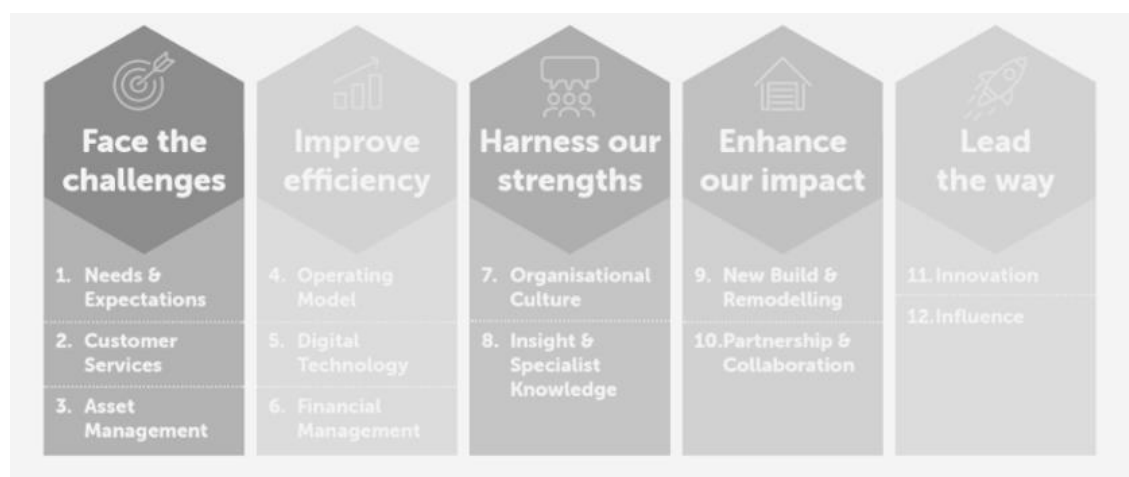 Face the
challenges
1. Needs &
Expectations
2. Customer
Services
3. Asset
Management
Improve
efficiency
4. Operating
Model
5. Digital
Technology
6. Financial
Management
Harness our
strengths
7. Organisational
Culture
8. Insight &
Specialist
Knowledge
Enhance
our impact
9. New Build &
Remodelling
10.Partnership &
Collaboration
Lead
the way
11.Innovation
12.Influence